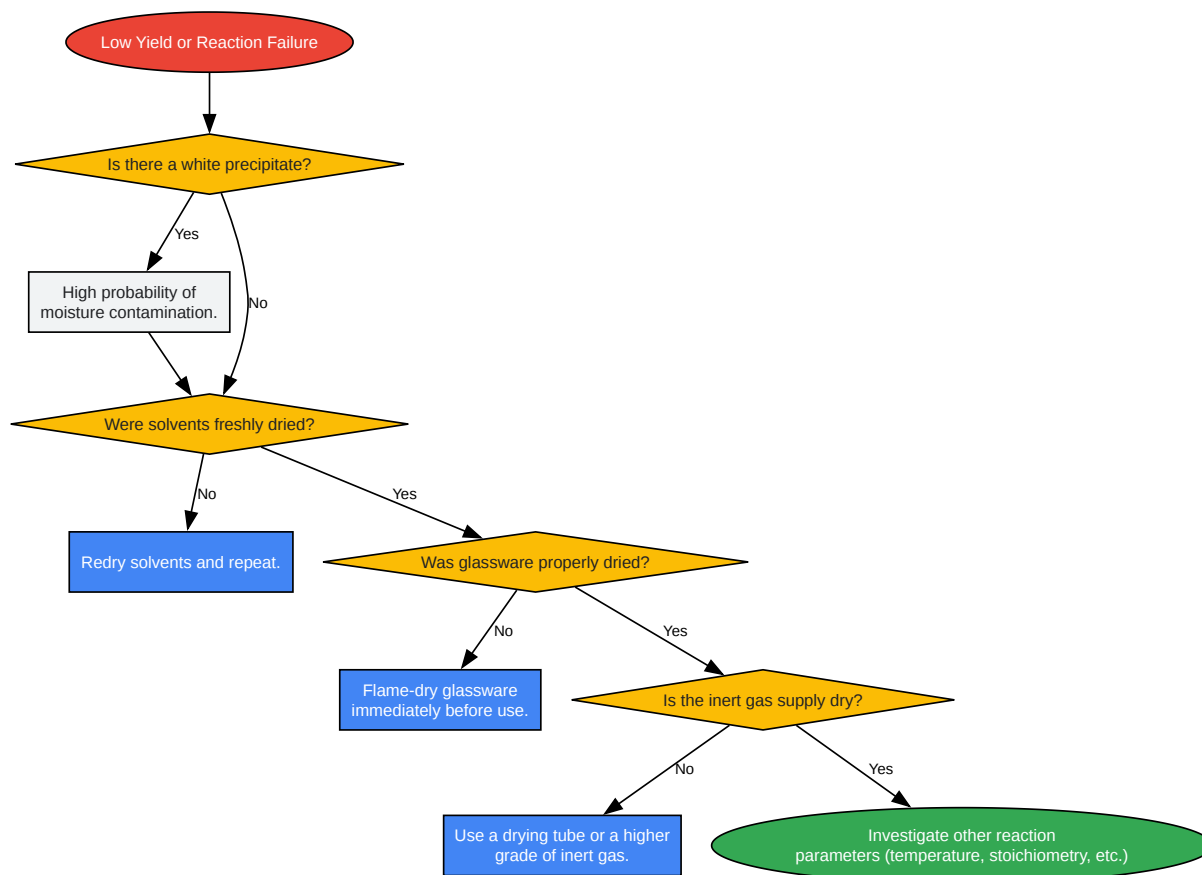 Low Yield or Reaction Failure
Is there a white precipitate?
Yes
High probability of
moisture contamination.
No
Were solvents freshly dried?
No
Yes
Redry solvents and repeat.
Was glassware properly dried?
No
Yes
Flame-dry glassware
immediately before use.
Is the inert gas supply dry?
No
Yes
Use a drying tube or a higher
grade of inert gas.
Investigate other reaction
parameters (temperature, stoichiometry, etc.)